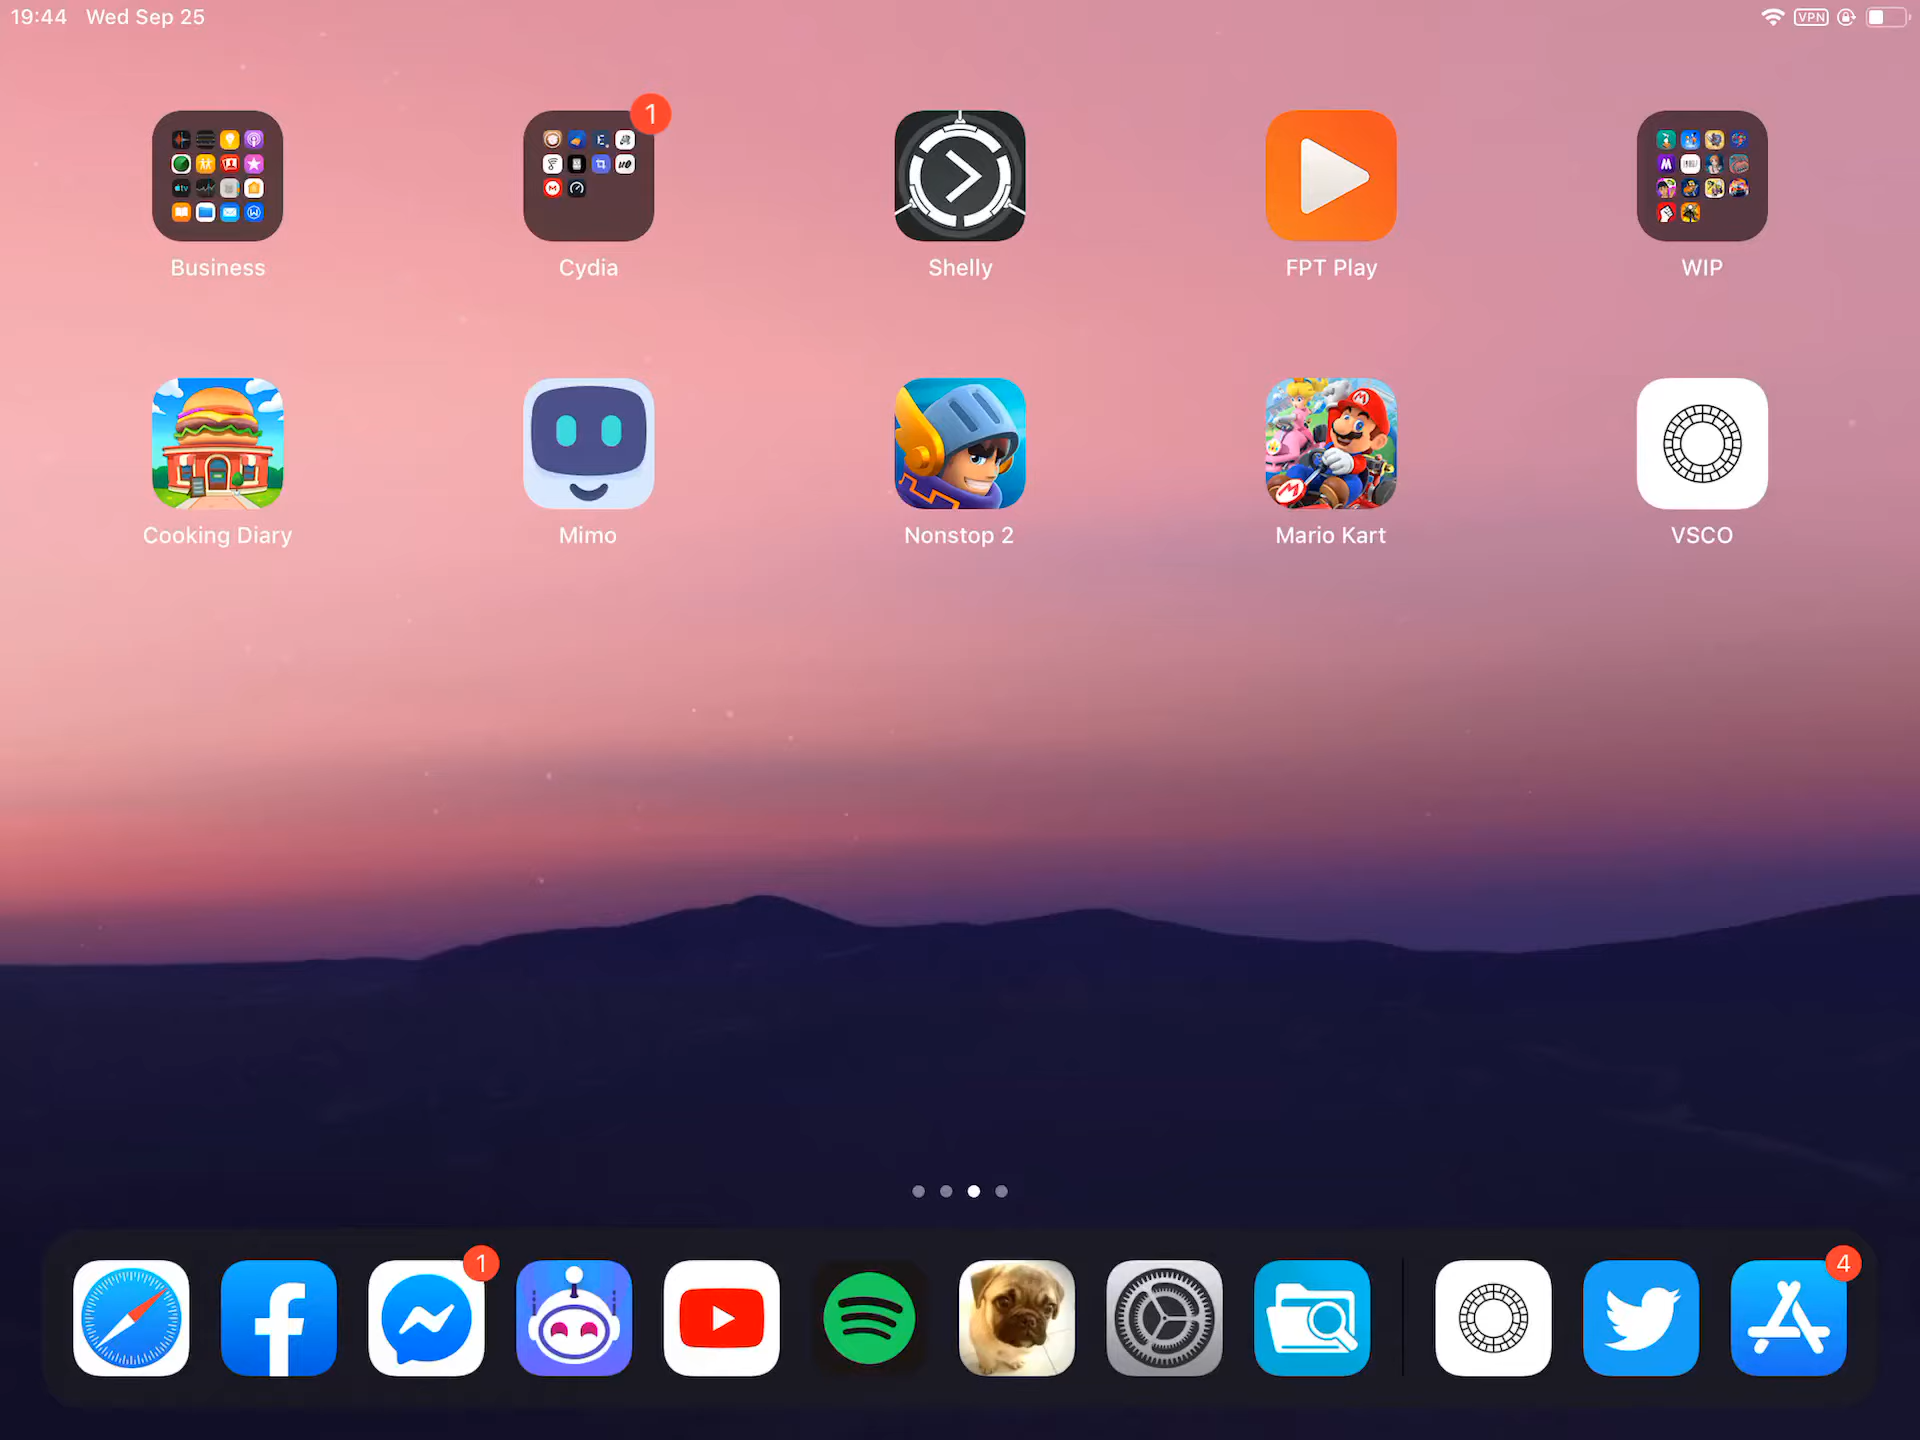 19:44 Wed Sep 25
VPN
1
Business
Cydia
Shelly
FPT Play
WIP
Cooking Diary
Mimo
Nonstop 2
Mario Kart
VSCO
1
4